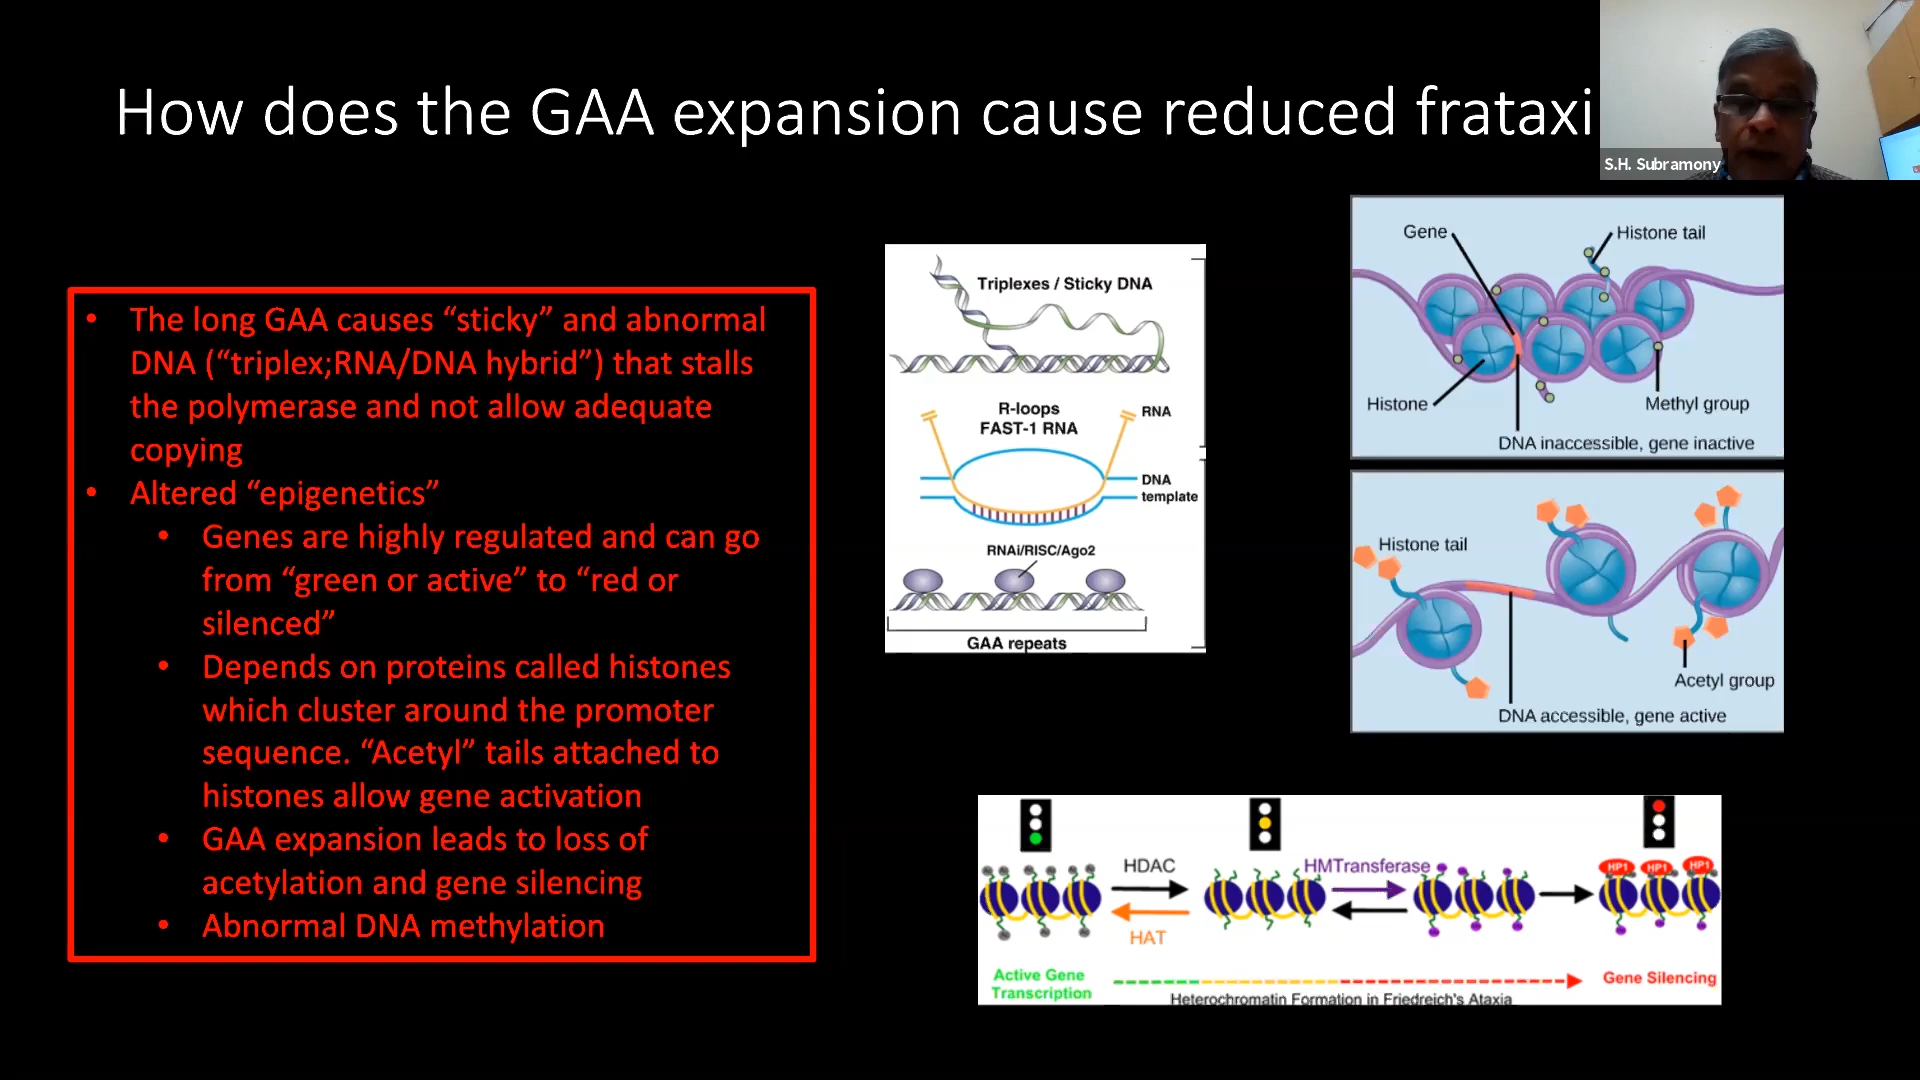 How does the GAA expansion cause reduced frataxi
S.H. Subramony
• The long GAA causes “sticky” and abnormal
DNA (“triplex;RNA/DNA hybrid”) that stalls
the polymerase and not allow adequate
copying
• Altered “epigenetics”
• Genes are highly regulated and can go
from “green or active” to “red or
silenced”
• Depends on proteins called histones
which cluster around the promoter
sequence. “Acetyl” tails attached to
histones allow gene activation
• GAA expansion leads to loss of
acetylation and gene silencing
• Abnormal DNA methylation
Triplexes / Sticky DNA
R-loops
FAST-1 RNA
RNA
DNA
template
RNAi/RISC/Ago2
GAA repeats
Gene
Histone tail
Histone
Methyl group
DNA inaccessible, gene inactive
Histone tail
Acetyl group
DNA accessible, gene active
HDAC
HAT
HMTransferase
HP1 HP1 HP1
Active Gene
Transcription
Gene Silencing
Heterochromatin Formation in Friedreich's Ataxia